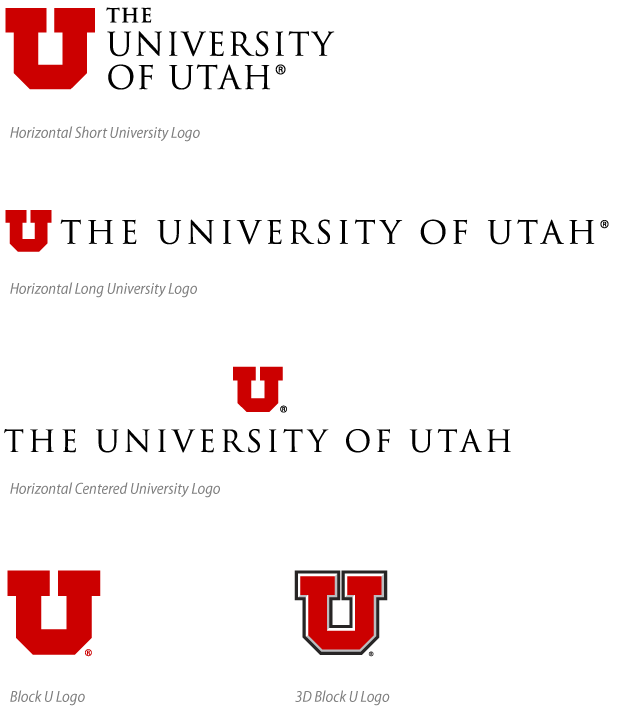 U THE
UNIVERSITY
OF UTAH®
Horizontal Short University Logo
U THE UNIVERSITY OF UTAH®
Horizontal Long University Logo
U®
THE UNIVERSITY OF UTAH
Horizontal Centered University Logo
U® U®
Block U Logo 3D Block U Logo